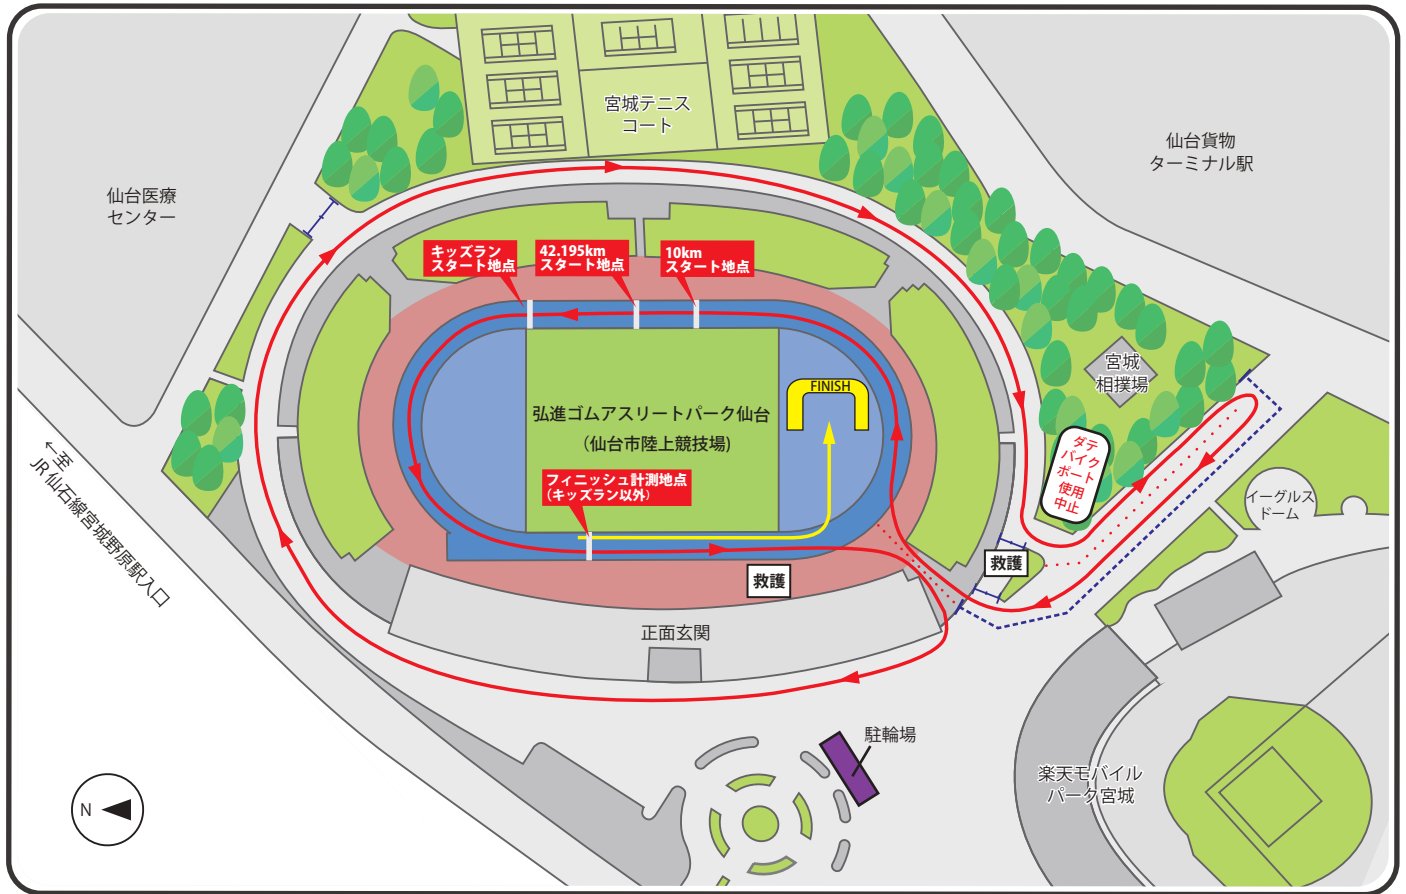 宮城テニス
コート
仙台貨物
ターミナル駅
仙台医療
センター
キッズラン
スタート地点
42.195km
スタート地点
10km
スタート地点
宮城
相撲場
FINISH
弘進ゴムアスリートパーク仙台
(仙台市陸上競技場)
ダテ
バイク
ポート
使用
中止
フィニッシュ計測地点
(キッズラン以外)
イーグルス
ドーム
←至
JR仙石線宮城野原駅入口
救護
救護
正面玄関
駐輪場
楽天モバイル
パーク宮城
N